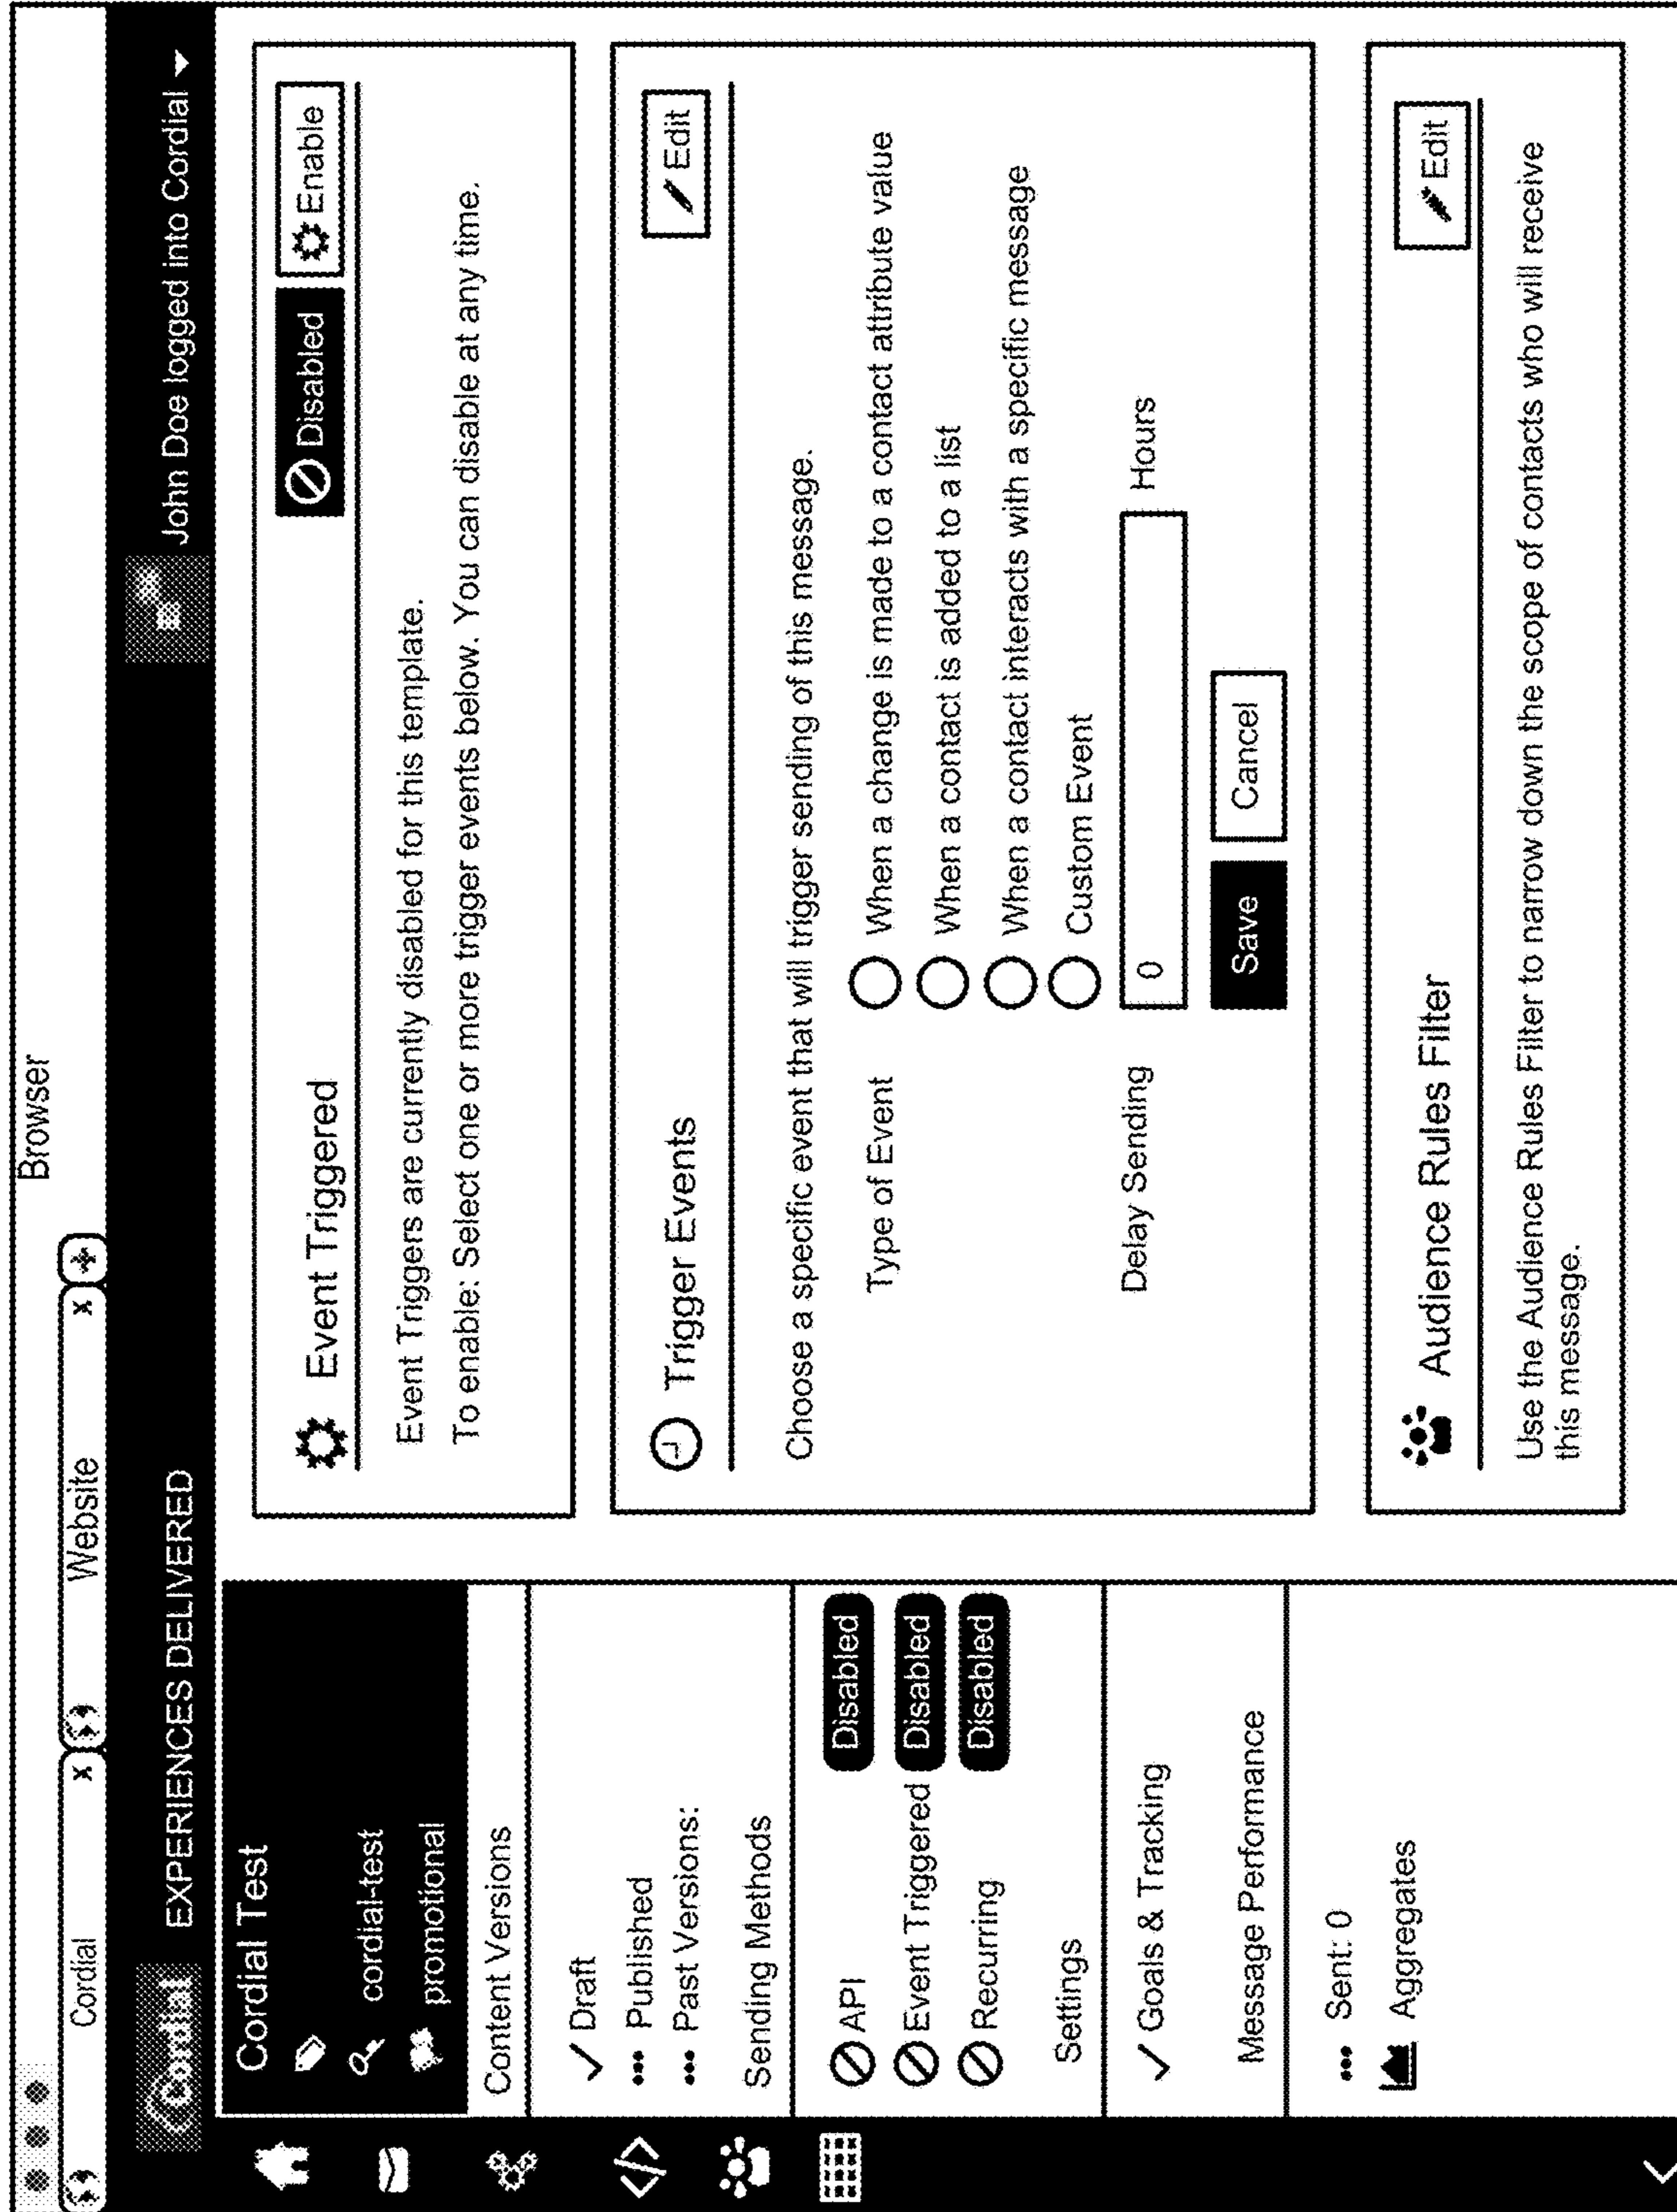 Browser
Cordial x
Website x +
Cordial EXPERIENCES DELIVERED
John Doe logged into Cordial
Cordial Test
cordial-test
promotional
Content Versions
Draft
Published
Past Versions:
Sending Methods
API Disabled
Event Triggered Disabled
Recurring Disabled
Settings
Goals & Tracking
Message Performance
Sent: 0
Aggregates
Event Triggered
Disabled
Enable
Event Triggers are currently disabled for this template.
To enable: Select one or more trigger events below. You can disable at any time.
Trigger Events
Edit
Choose a specific event that will trigger sending of this message.
Type of Event
When a change is made to a contact attribute value
When a contact is added to a list
When a contact interacts with a specific message
Custom Event
Delay Sending 0 Hours
Save Cancel
Audience Rules Filter
Edit
Use the Audience Rules Filter to narrow down the scope of contacts who will receive
this message.